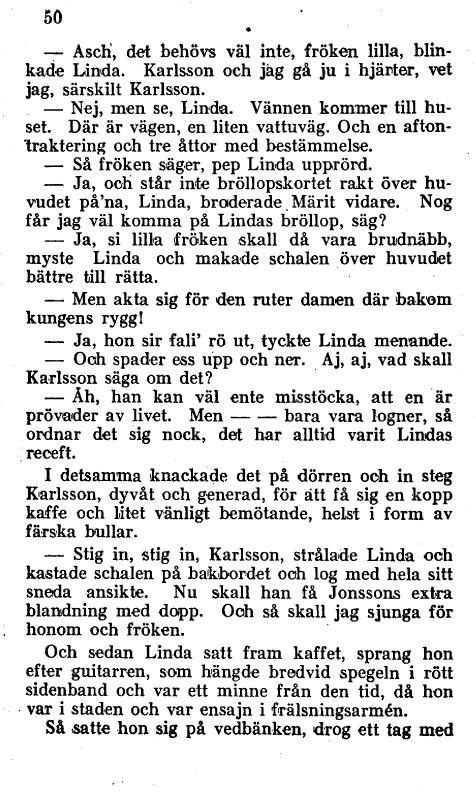 50
— Asch, det behövs väl inte, fröken lilla, blin-
kade Linda. Karlsson och jag gå ju i hjärter, vet
jag, särskilt Karlsson.
— Nej, men se, Linda. Vännen kommer till hu-
set. Där är vägen, en liten vattuväg. Och en afton-
traktering och tre åttor med bestämmelse.
— Så fröken säger, pep Linda upprörd.
— Ja, och står inte bröllopskortet rakt över hu-
vudet på'na, Linda, broderade Märit vidare. Nog
får jag väl komma på Lindas bröllop, säg?
— Ja, si lilla fröken skall då vara brudnäbb,
myste Linda och makade schalen över huvudet
bättre till rätta.
— Men akta sig för den ruter damen där bakom
kungens rygg!
— Ja, hon sir fali' rö ut, tyckte Linda menande.
— Och spader ess upp och ner. Aj, aj, vad skall
Karlsson säga om det?
— Åh, han kan väl ente misstöcka, att en är
prövader av livet. Men — — bara vara logner, så
ordnar det sig nock, det har alltid varit Lindas
receft.
I detsamma knackade det på dörren och in steg
Karlsson, dyvåt och generad, för att få sig en kopp
kaffe och litet vänligt bemötande, helst i form av
färska bullar.
— Stig in, stig in, Karlsson, strålade Linda och
kastade schalen på bakbordet och log med hela sitt
sneda ansikte. Nu skall han få Jonssons extra
blandning med dopp. Och så skall jag sjunga för
honom och fröken.
Och sedan Linda satt fram kaffet, sprang hon
efter guitarren, som hängde bredvid spegeln i rött
sidenband och var ett minne från den tid, då hon
var i staden och var ensajn i frälsningsarmén.
Så satte hon sig på vedbänken, drog ett tag med